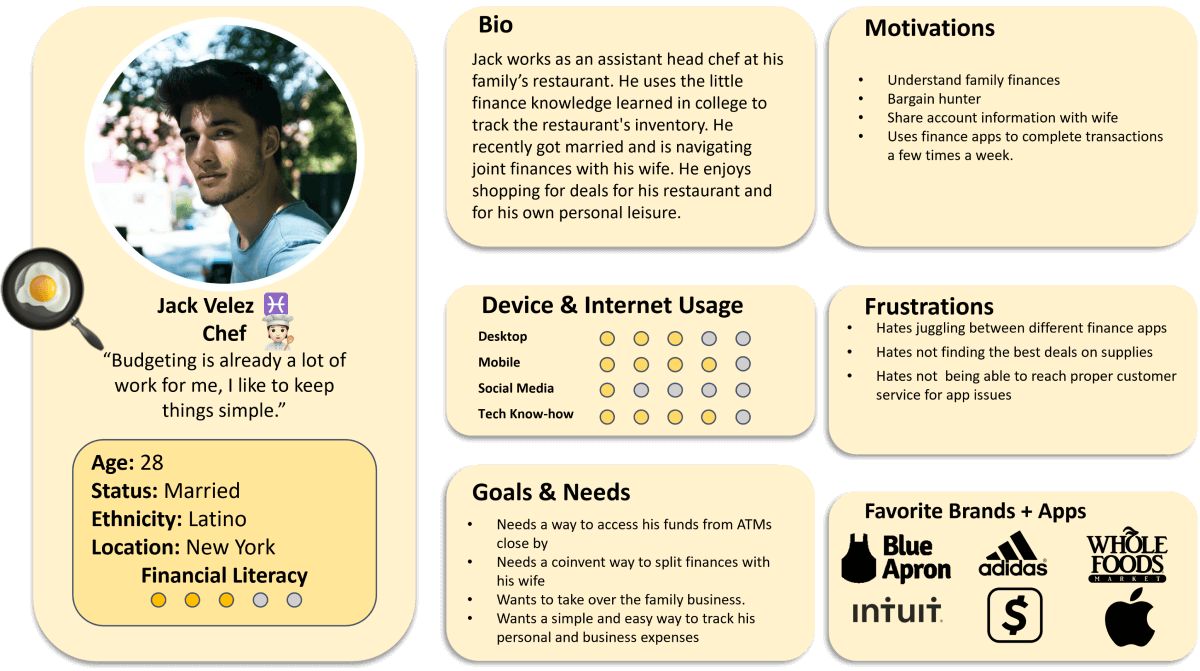 Jack Velez
Chef
“Budgeting is already a lot of
work for me, I like to keep
things simple.”
Age: 28
Status: Married
Ethnicity: Latino
Location: New York
Financial Literacy
Bio
Jack works as an assistant head chef at his
family’s restaurant. He uses the little
finance knowledge learned in college to
track the restaurant's inventory. He
recently got married and is navigating
joint finances with his wife. He enjoys
shopping for deals for his restaurant and
for his own personal leisure.
Device & Internet Usage
Desktop
Mobile
Social Media
Tech Know-how
Goals & Needs
• Needs a way to access his funds from ATMs
close by
• Needs a coinvent way to split finances with
his wife
• Wants to take over the family business.
• Wants a simple and easy way to track his
personal and business expenses
Motivations
• Understand family finances
• Bargain hunter
• Share account information with wife
• Uses finance apps to complete transactions
a few times a week.
Frustrations
• Hates juggling between different finance apps
• Hates not finding the best deals on supplies
• Hates not  being able to reach proper customer
service for app issues
Favorite Brands + Apps
Blue
Apron
adidas
WHOLE
FOODS
MARKET
INTUIT
$